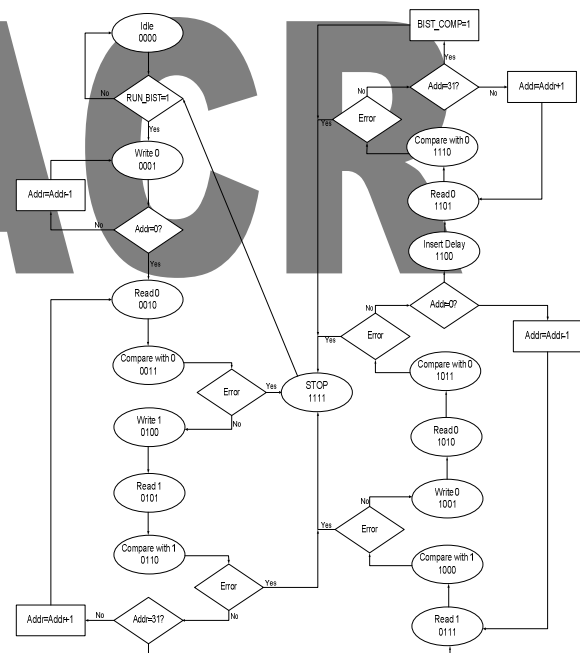 ACR
Idle
0000
RUN_BIST=1
No
Yes
Write 0
0001
Addr=Addr-1
Addr=0?
No
Yes
Read 0
0010
Compare with 0
0011
Error
Yes
No
Write 1
0100
Read 1
0101
Compare with 1
0110
Error
Yes
No
Addr=31?
No
Addr=Addr+1
STOP
1111
BIST_COMP=1
Yes
Addr=31?
No
No
Addr=Addr+1
Error
Yes
Compare with 0
1110
Read 0
1101
Insert Delay
1100
Addr=0?
No
Error
Yes
Addr=Addr-1
Compare with 0
1011
Read 0
1010
Write 0
1001
No
Error
Yes
Compare with 1
1000
Read 1
0111